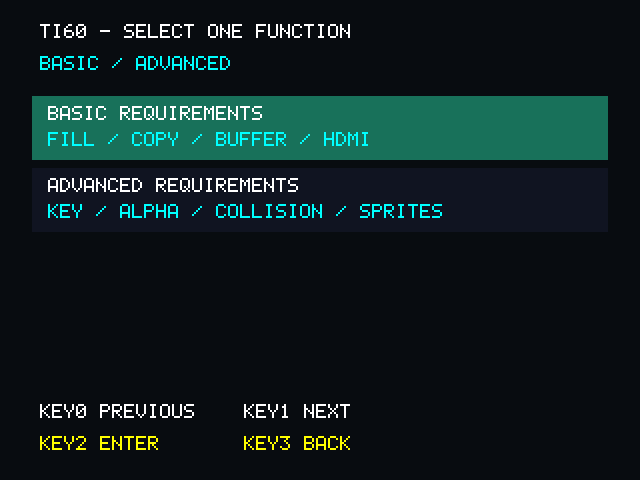 TI60 - SELECT ONE FUNCTION
BASIC / ADVANCED
BASIC REQUIREMENTS
FILL / COPY / BUFFER / HDMI
ADVANCED REQUIREMENTS
KEY / ALPHA / COLLISION / SPRITES
KEY0 PREVIOUS    KEY1 NEXT
KEY2 ENTER       KEY3 BACK